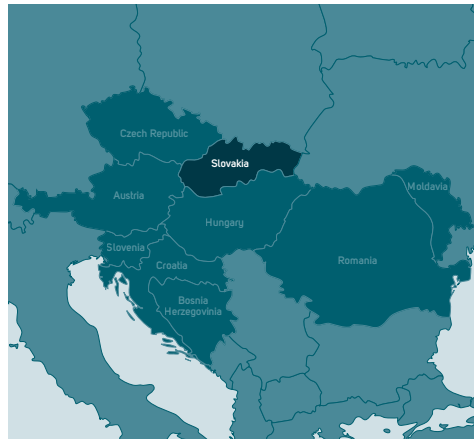 Czech Republic
Slovakia
Moldavia
Austria
Hungary
Slovenia
Romania
Croatia
Bosnia
Herzegovinia